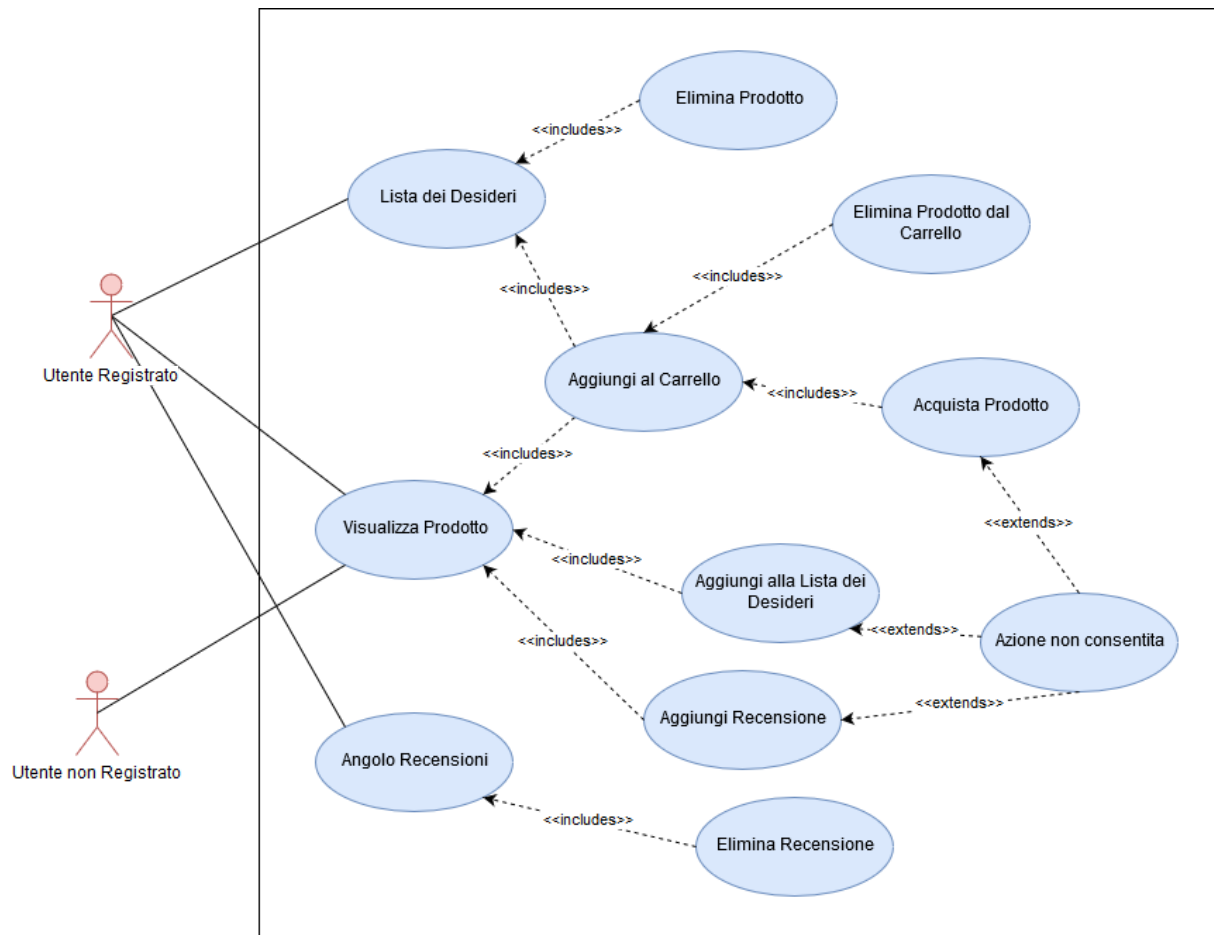 Elimina Prodotto
<<includes>>
Lista dei Desideri
Elimina Prodotto dal
Carrello
<<includes>>
<<includes>>
Utente Registrato
Aggiungi al Carrello
<<includes>>
Acquista Prodotto
<<includes>>
Visualizza Prodotto
<<extends>>
<<includes>>
Aggiungi alla Lista dei
Desideri
<<extends>>
Azione non consentita
<<includes>>
<<extends>>
Aggiungi Recensione
Utente non Registrato
Angolo Recensioni
<<includes>>
Elimina Recensione